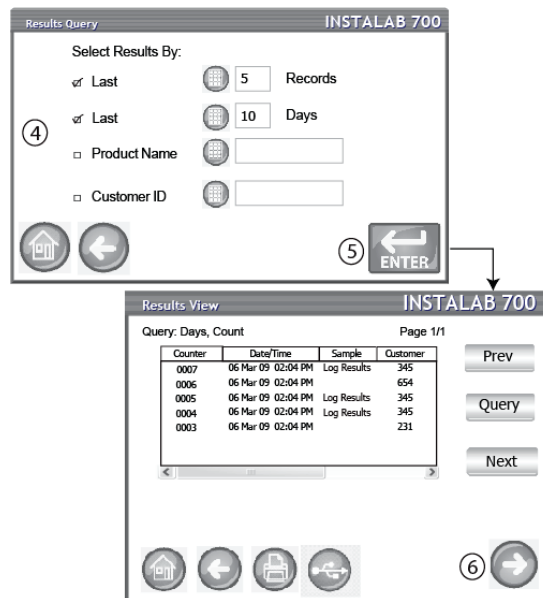 Results Query INSTALAB 700
Select Results By:
Last 5 Records
Last 10 Days
④
Product Name
Customer ID
⑤ ENTER
Results View INSTALAB 700
Query: Days, Count Page 1/1
Counter Date/Time Sample Customer
0007 06 Mar 09 02:04 PM Log Results 345
0006 06 Mar 09 02:04 PM 654
0005 06 Mar 09 02:04 PM Log Results 345
0004 06 Mar 09 02:04 PM Log Results 345
0003 06 Mar 09 02:04 PM 231
Prev
Query
Next
⑥